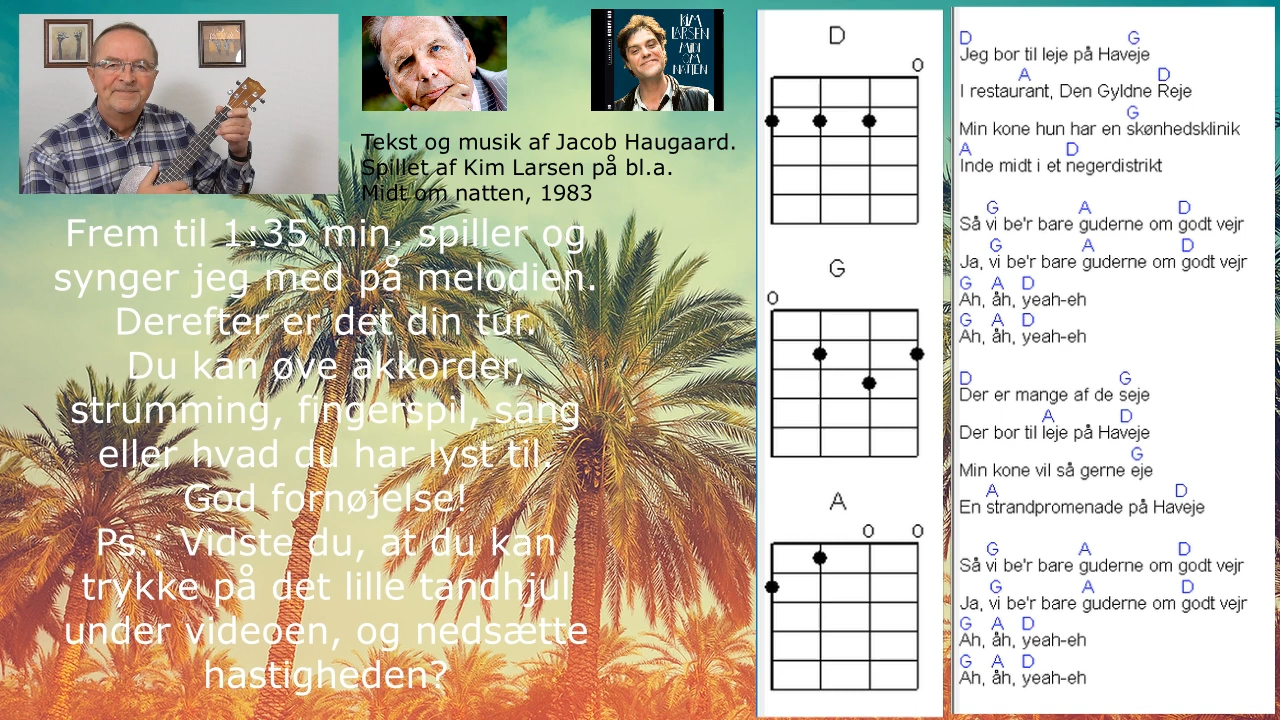 KIM
LARSEN
MIDT
OM
NATTEN
Tekst og musik af Jacob Haugaard.
Spillet af Kim Larsen på bl.a.
Midt om natten, 1983
Frem til 1:35 min. spiller og
synger jeg med på melodien.
Derefter er det din tur.
Du kan øve akkorder,
strumming, fingerspil, sang
eller hvad du har lyst til.
God fornøjelse!
Ps.: Vidste du, at du kan
trykke på det lille tandhjul
under videoen, og nedsætte
hastigheden?
D
O
G
O
A
O O
D G
Jeg bor til leje på Haveje
A D
I restaurant, Den Gyldne Reje
G
Min kone hun har en skønhedsklinik
A D
Inde midt i et negerdistrikt
G A D
Så vi be'r bare guderne om godt vejr
G A D
Ja, vi be'r bare guderne om godt vejr
G A D
Ah, åh, yeah-eh
G A D
Ah, åh, yeah-eh
D G
Der er mange af de seje
A D
Der bor til leje på Haveje
G
Min kone vil så gerne eje
A D
En strandpromenade på Haveje
G A D
Så vi be'r bare guderne om godt vejr
G A D
Ja, vi be'r bare guderne om godt vejr
G A D
Ah, åh, yeah-eh
G A D
Ah, åh, yeah-eh